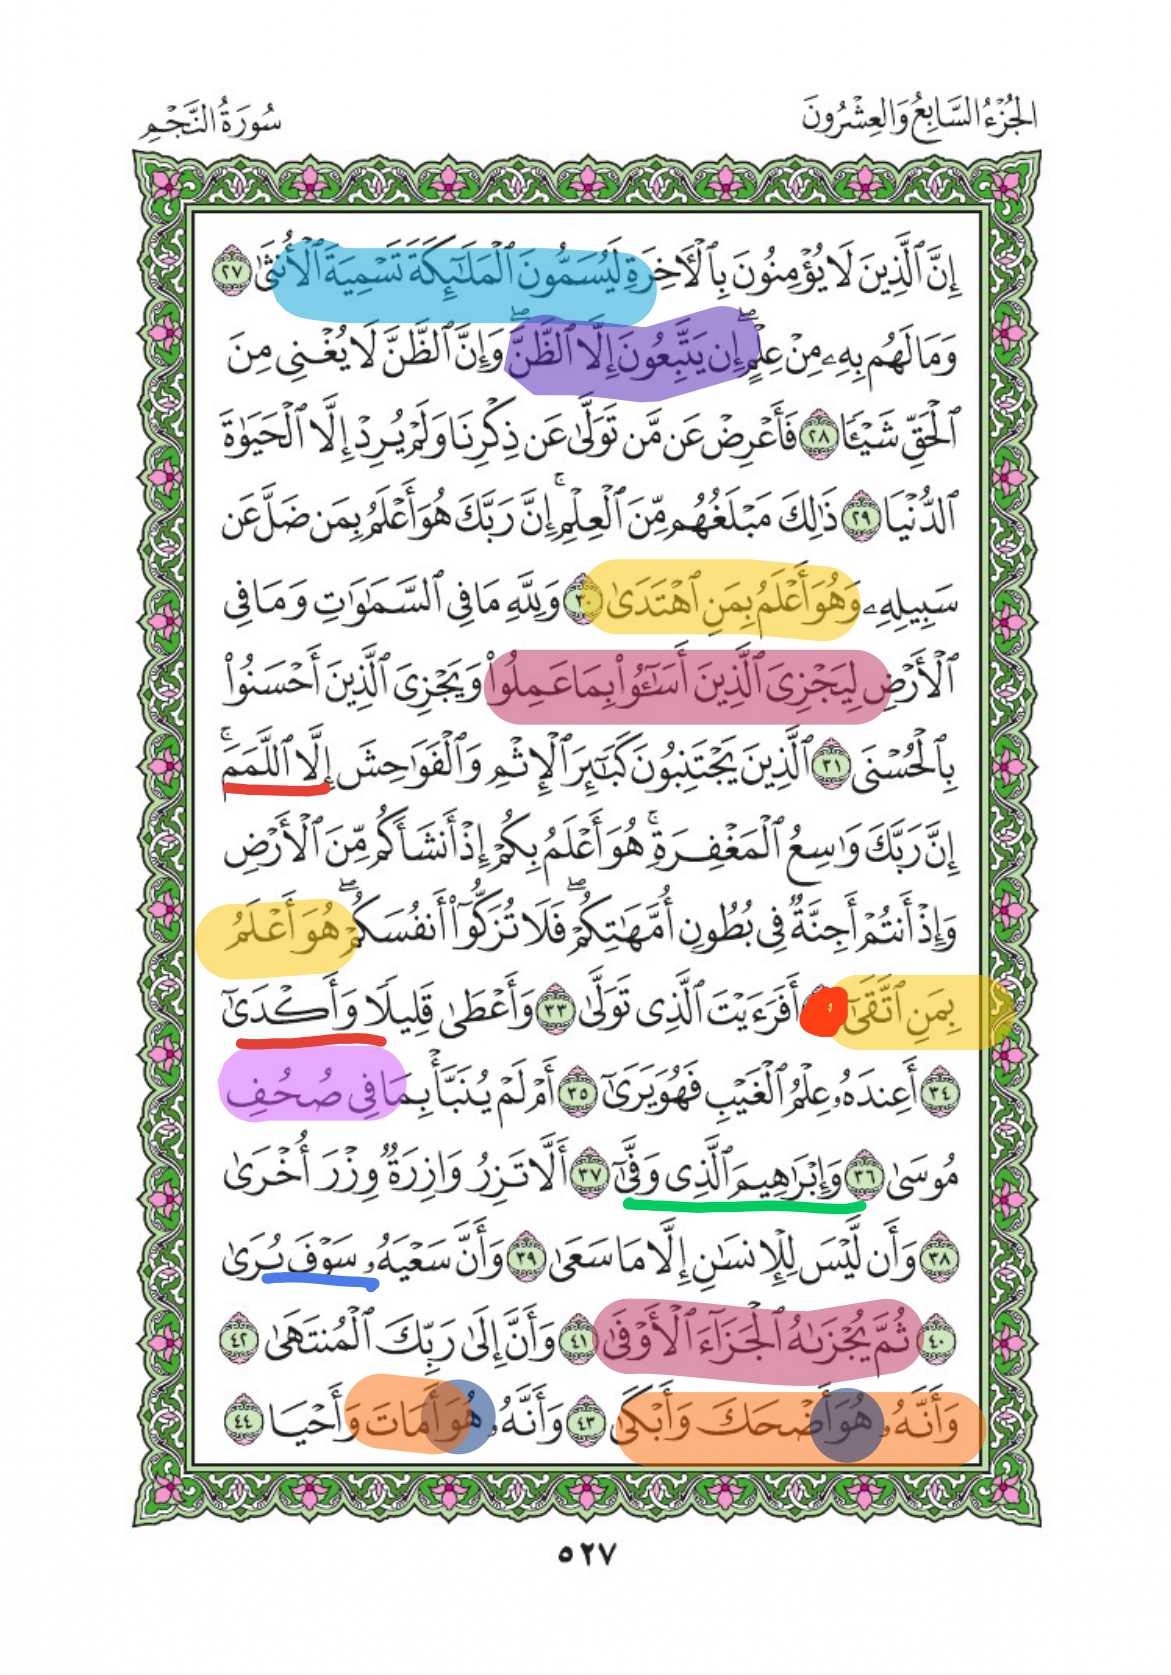 الجُزْءُ السَّابِعُ وَالعِشْرُونَ
سُورَةُ النَّجْمِ
إِنَّ ٱلَّذِينَ لَا يُؤْمِنُونَ بِٱلْأٓخِرَةِ لَيُسَمُّونَ ٱلْمَلَٰٓئِكَةَ تَسْمِيَةَ ٱلْأُنثَىٰ ٢٧
وَمَا لَهُم بِهِۦ مِنْ عِلْمٍۖ إِن يَتَّبِعُونَ إِلَّا ٱلظَّنَّۖ وَإِنَّ ٱلظَّنَّ لَا يُغْنِى مِنَ
ٱلْحَقِّ شَيْـًٔا ٢٨ فَأَعْرِضْ عَن مَّن تَوَلَّىٰ عَن ذِكْرِنَا وَلَمْ يُرِدْ إِلَّا ٱلْحَيَوٰةَ
ٱلدُّنْيَا ٢٩ ذَٰلِكَ مَبْلَغُهُم مِّنَ ٱلْعِلْمِۚ إِنَّ رَبَّكَ هُوَ أَعْلَمُ بِمَن ضَلَّ عَن
سَبِيلِهِۦ وَهُوَ أَعْلَمُ بِمَنِ ٱهْتَدَىٰ ٣٠ وَلِلَّهِ مَا فِى ٱلسَّمَٰوَٰتِ وَمَا فِى
ٱلْأَرْضِ لِيَجْزِىَ ٱلَّذِينَ أَسَٰٓـُٔوا۟ بِمَا عَمِلُوا۟ وَيَجْزِىَ ٱلَّذِينَ أَحْسَنُوا۟
بِٱلْحُسْنَى ٣١ ٱلَّذِينَ يَجْتَنِبُونَ كَبَٰٓئِرَ ٱلْإِثْمِ وَٱلْفَوَٰحِشَ إِلَّا ٱللَّمَمَۚ
إِنَّ رَبَّكَ وَٰسِعُ ٱلْمَغْفِرَةِۚ هُوَ أَعْلَمُ بِكُمْ إِذْ أَنشَأَكُم مِّنَ ٱلْأَرْضِ
وَإِذْ أَنتُمْ أَجِنَّةٌ فِى بُطُونِ أُمَّهَٰتِكُمْۖ فَلَا تُزَكُّوٓا۟ أَنفُسَكُمْۖ هُوَ أَعْلَمُ
بِمَنِ ٱتَّقَىٰٓ أَفَرَءَيْتَ ٱلَّذِى تَوَلَّىٰ ٣٣ وَأَعْطَىٰ قَلِيلًا وَأَكْدَىٰٓ
٣٤ أَعِندَهُۥ عِلْمُ ٱلْغَيْبِ فَهُوَ يَرَىٰٓ ٣٥ أَمْ لَمْ يُنَبَّأْ بِمَا فِى صُحُفِ
مُوسَىٰ ٣٦ وَإِبْرَٰهِيمَ ٱلَّذِى وَفَّىٰٓ ٣٧ أَلَّا تَزِرُ وَازِرَةٌ وِزْرَ أُخْرَىٰ
٣٨ وَأَن لَّيْسَ لِلْإِنسَٰنِ إِلَّا مَا سَعَىٰ ٣٩ وَأَنَّ سَعْيَهُۥ سَوْفَ يُرَىٰ
٤٠ ثُمَّ يُجْزَىٰهُ ٱلْجَزَآءَ ٱلْأَوْفَىٰ ٤١ وَأَنَّ إِلَىٰ رَبِّكَ ٱلْمُنتَهَىٰ ٤٢
وَأَنَّهُۥ هُوَ أَضْحَكَ وَأَبْكَىٰ ٤٣ وَأَنَّهُۥ هُوَ أَمَاتَ وَأَحْيَا ٤٤
٥٢٧